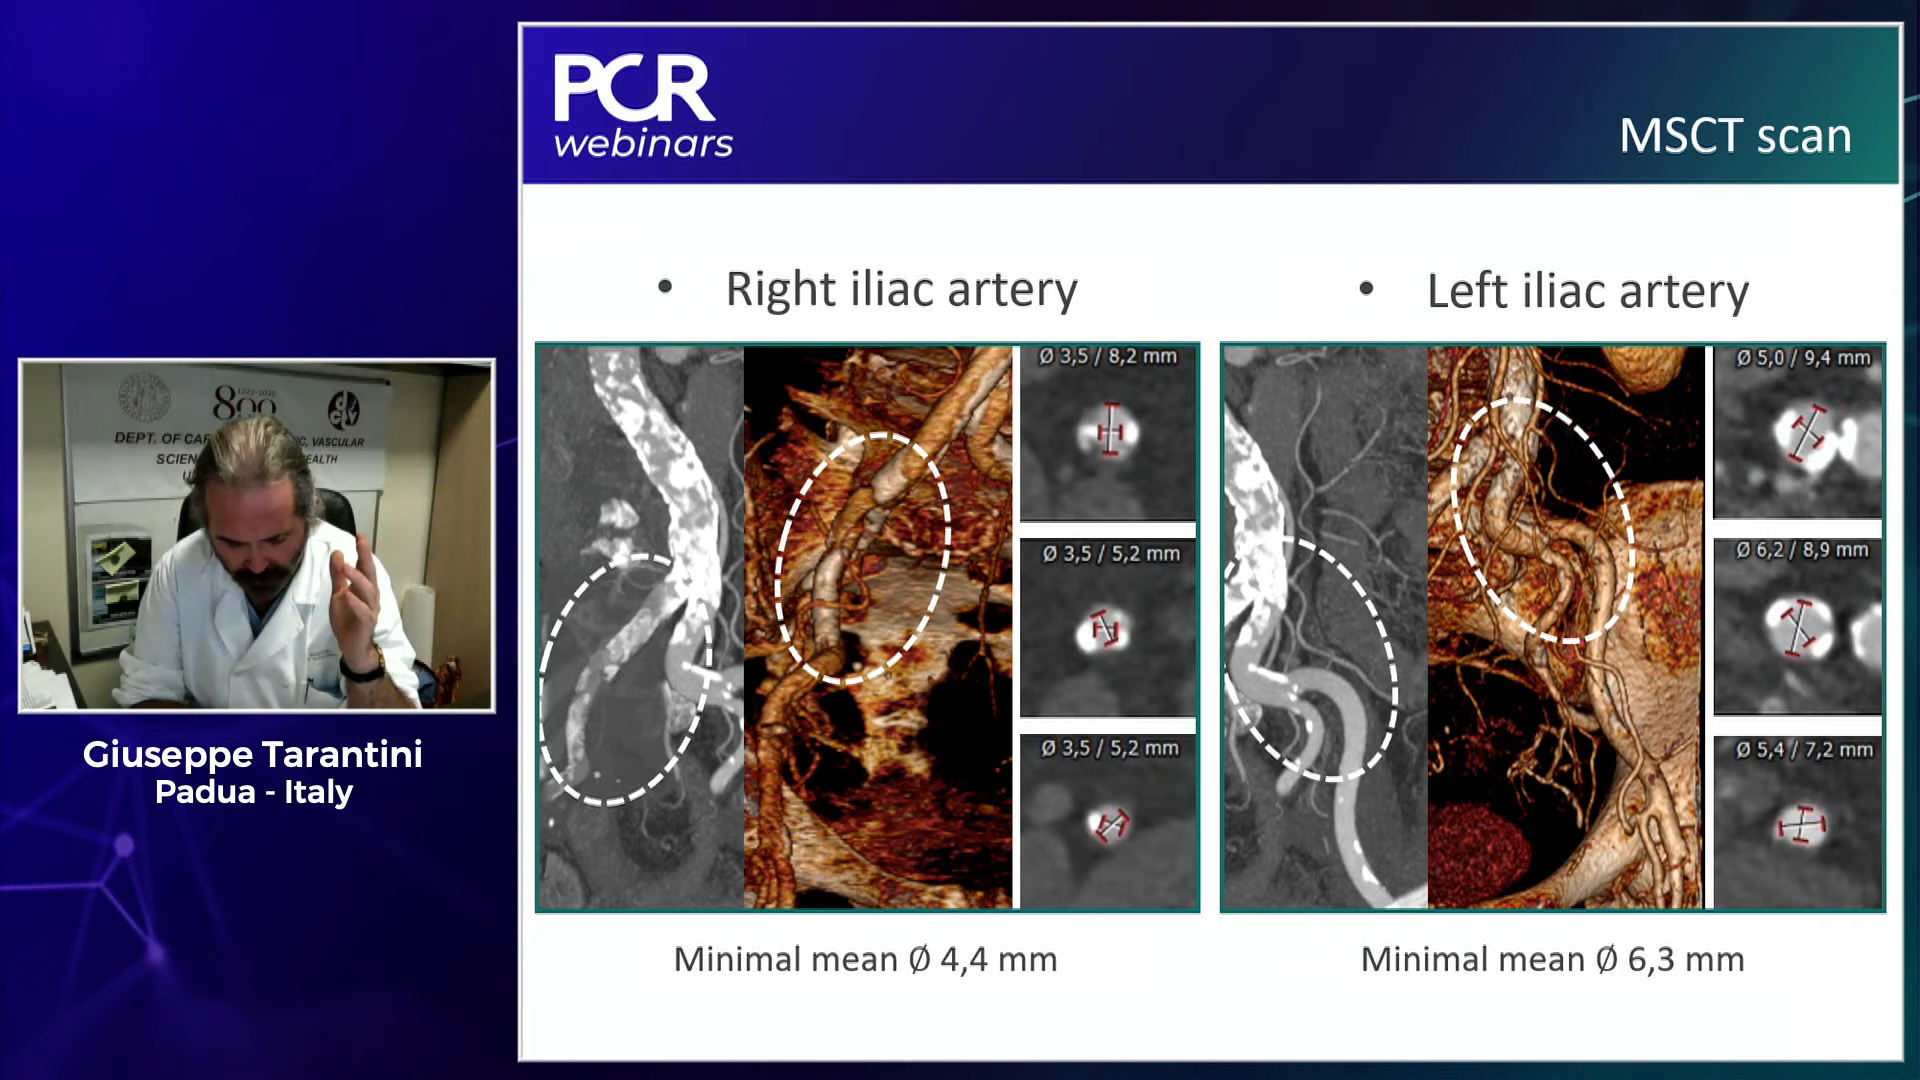 PCR
webinars
MSCT scan
• Right iliac artery
• Left iliac artery
Ø 3,5 / 8,2 mm
Ø 3,5 / 5,2 mm
Ø 3,5 / 5,2 mm
Ø 5,0 / 9,4 mm
Ø 6,2 / 8,9 mm
Ø 5,4 / 7,2 mm
Minimal mean Ø 4,4 mm
Minimal mean Ø 6,3 mm
800
1222-2022
DEPT. OF
VASCULAR
Giuseppe Tarantini
Padua - Italy